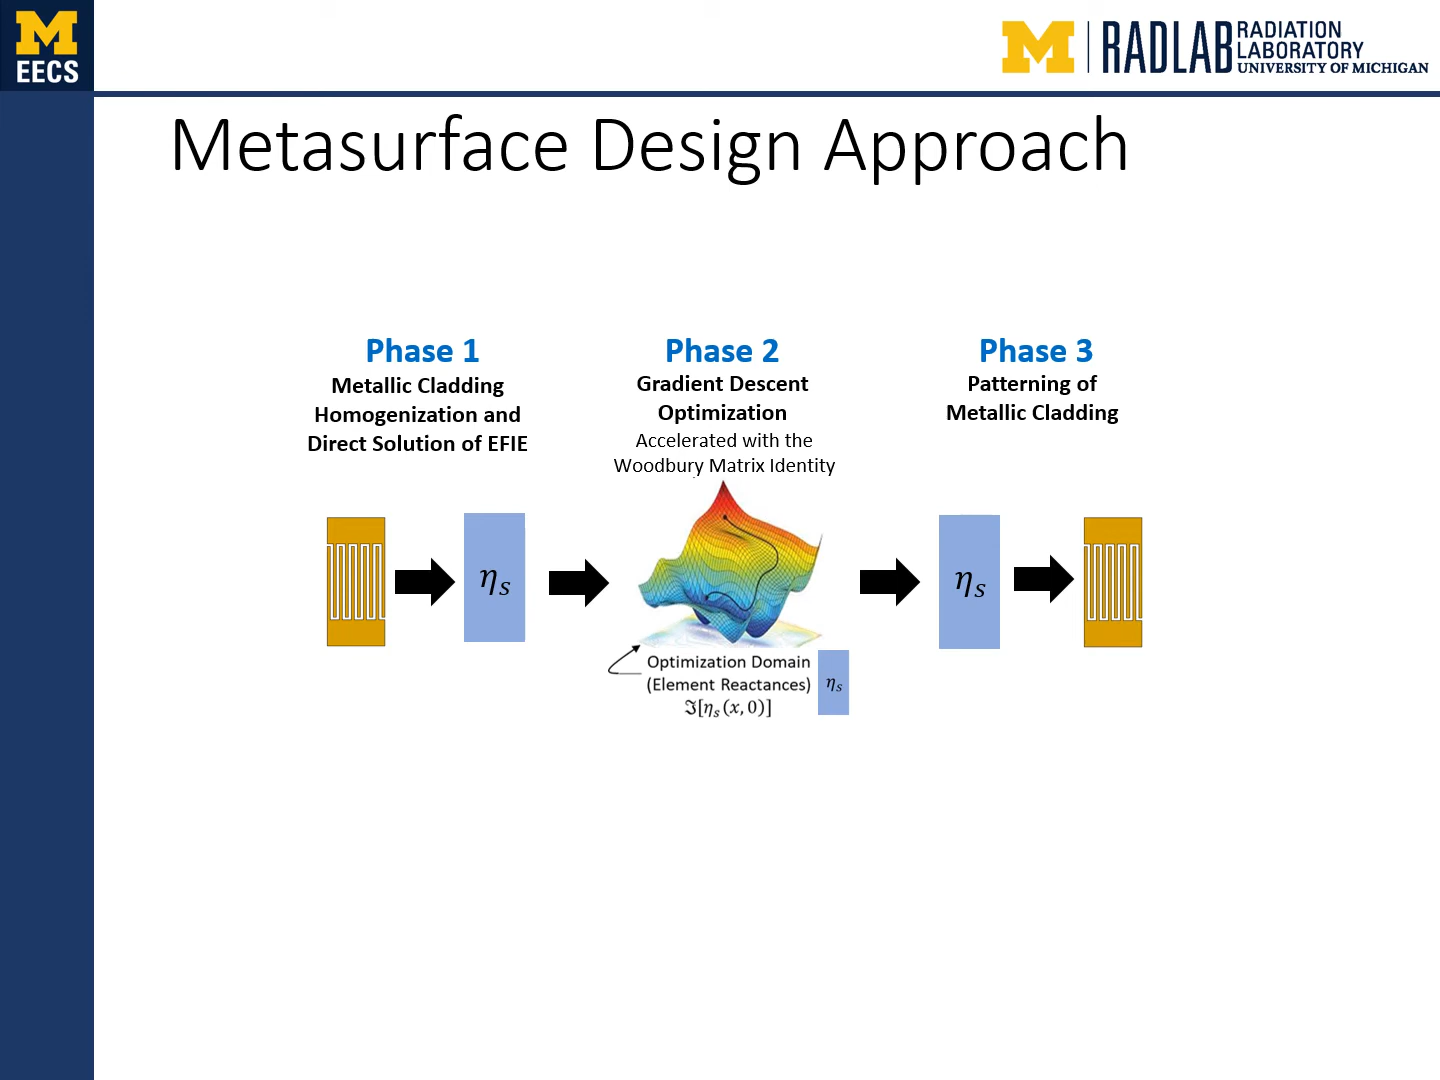 M
EECS
M
RADLAB
RADIATION
LABORATORY
UNIVERSITY OF MICHIGAN
Metasurface Design Approach
Phase 1
Metallic Cladding
Homogenization and
Direct Solution of EFIE
η𝑠
Phase 2
Gradient Descent
Optimization
Accelerated with the
Woodbury Matrix Identity
Optimization Domain
(Element Reactances)
ℑ[η𝑠(𝑥, 0)]
η𝑠
Phase 3
Patterning of
Metallic Cladding
η𝑠